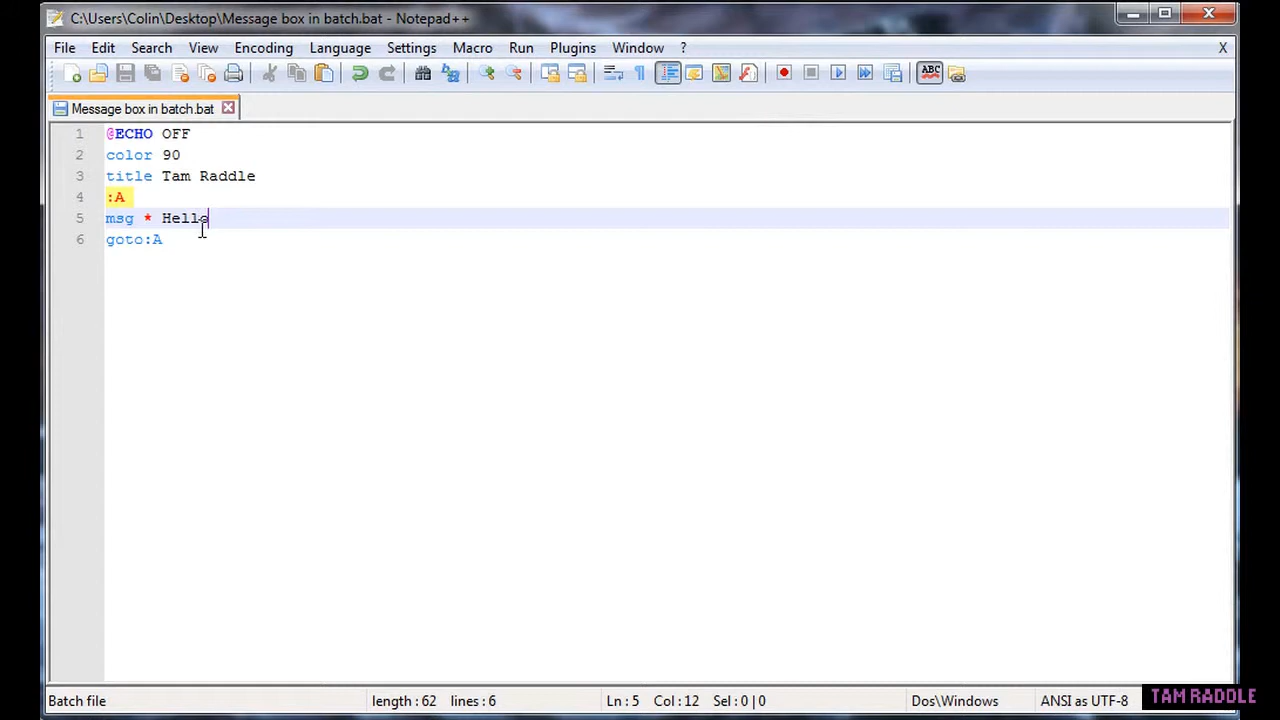 C:\Users\Colin\Desktop\Message box in batch.bat - Notepad++
File Edit Search View Encoding Language Settings Macro Run Plugins Window ? X
ABC
Message box in batch.bat
1 @ECHO OFF
2 color 90
3 title Tam Raddle
4 :A
5 msg * Hello
6 goto:A
Batch file length : 62 lines : 6 Ln : 5 Col : 12 Sel : 0 | 0 Dos\Windows ANSI as UTF-8
TAM RADDLE